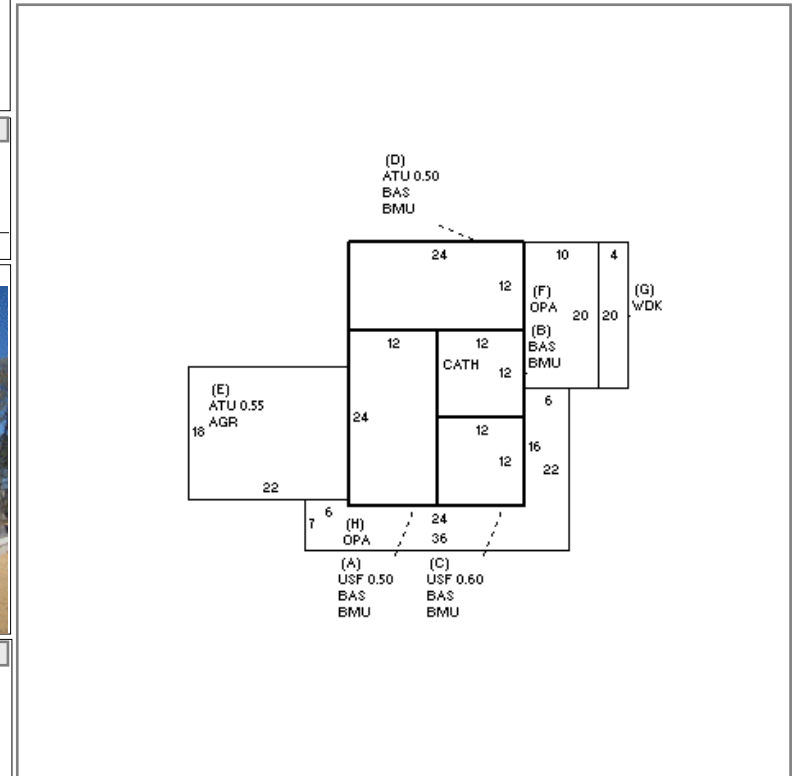 (D)
ATU 0.50
BAS
BMU
24
10
4
12
(F)
OPA
20
20
(G)
WDK
(B)
BAS
BMU
12
12
CATH
12
(E)
ATU 0.55
AGR
18
22
24
6
12
12
16
22
6
7
(H)
OPA
24
36
(A)
USF 0.50
BAS
BMU
(C)
USF 0.60
BAS
BMU